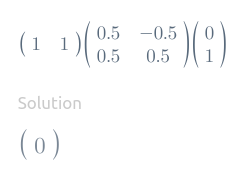 ( 1 1 ) ( 0.5 −0.5 ) ( 0 )
( 0.5 0.5 ) ( 1 )
Solution
( 0 )